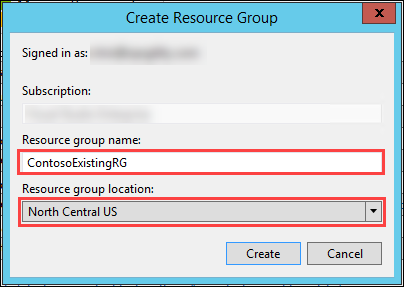 Create Resource Group
x
Signed in as:
Subscription:
Resource group name:
ContosoExistingRG
Resource group location:
North Central US
Create Cancel